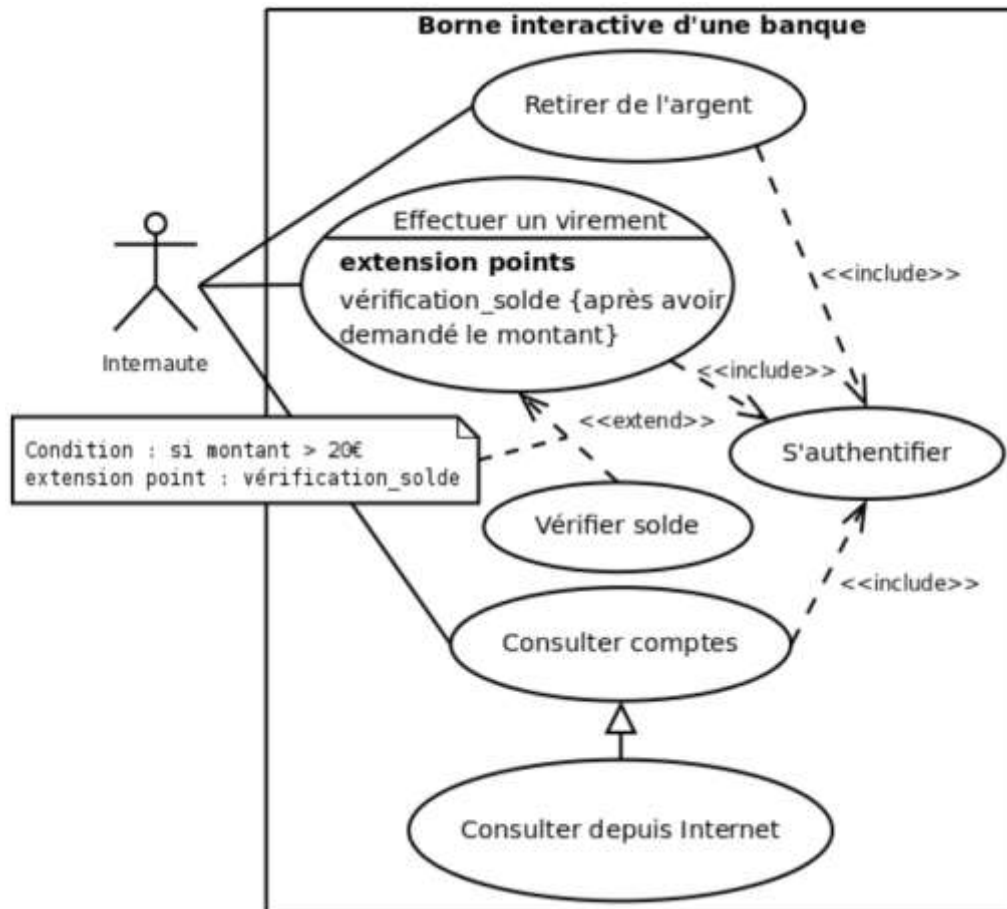 Borne interactive d'une banque
Retirer de l'argent
Effectuer un virement
extension points
vérification_solde {après avoir
demandé le montant}
<<include>>
Internaute
<<include>>
<<extend>>
Condition : si montant > 20€
extension point : vérification_solde
S'authentifier
Vérifier solde
<<include>>
Consulter comptes
Consulter depuis Internet